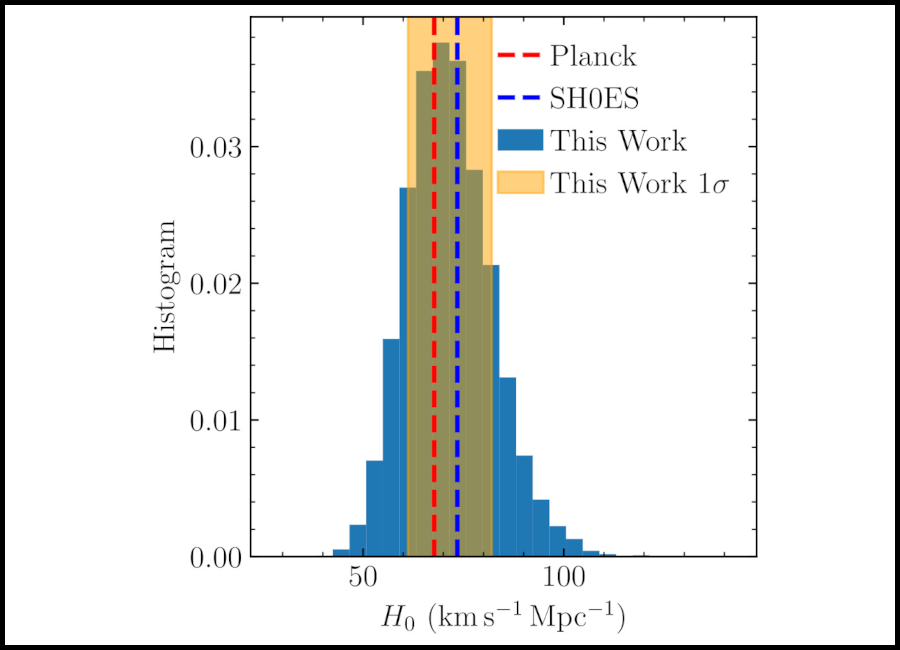 Planck
SH0ES
This Work
This Work 1σ
0.03
0.02
0.01
0.00
Histogram
50 100
H₀ (km s⁻¹ Mpc⁻¹)